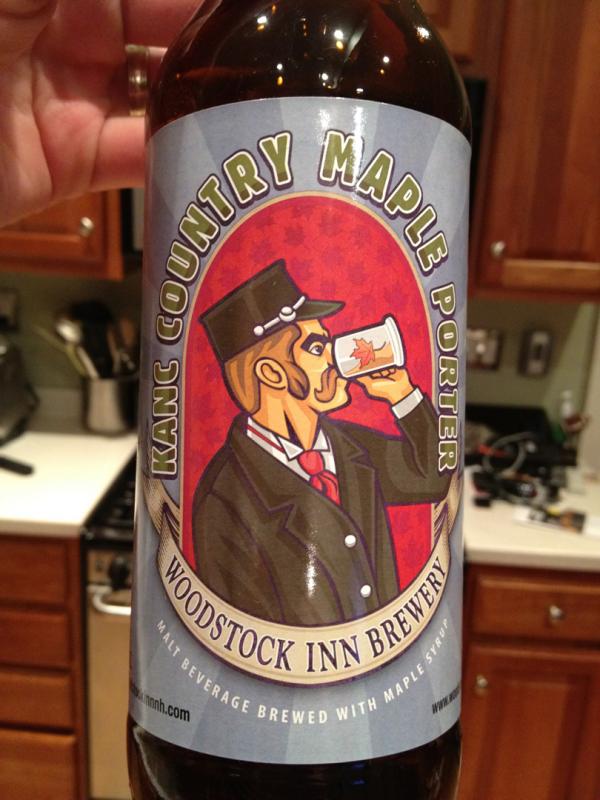 KANC COUNTRY MAPLE PORTER
WOODSTOCK INN BREWERY
MALT BEVERAGE BREWED WITH MAPLE SYRUP